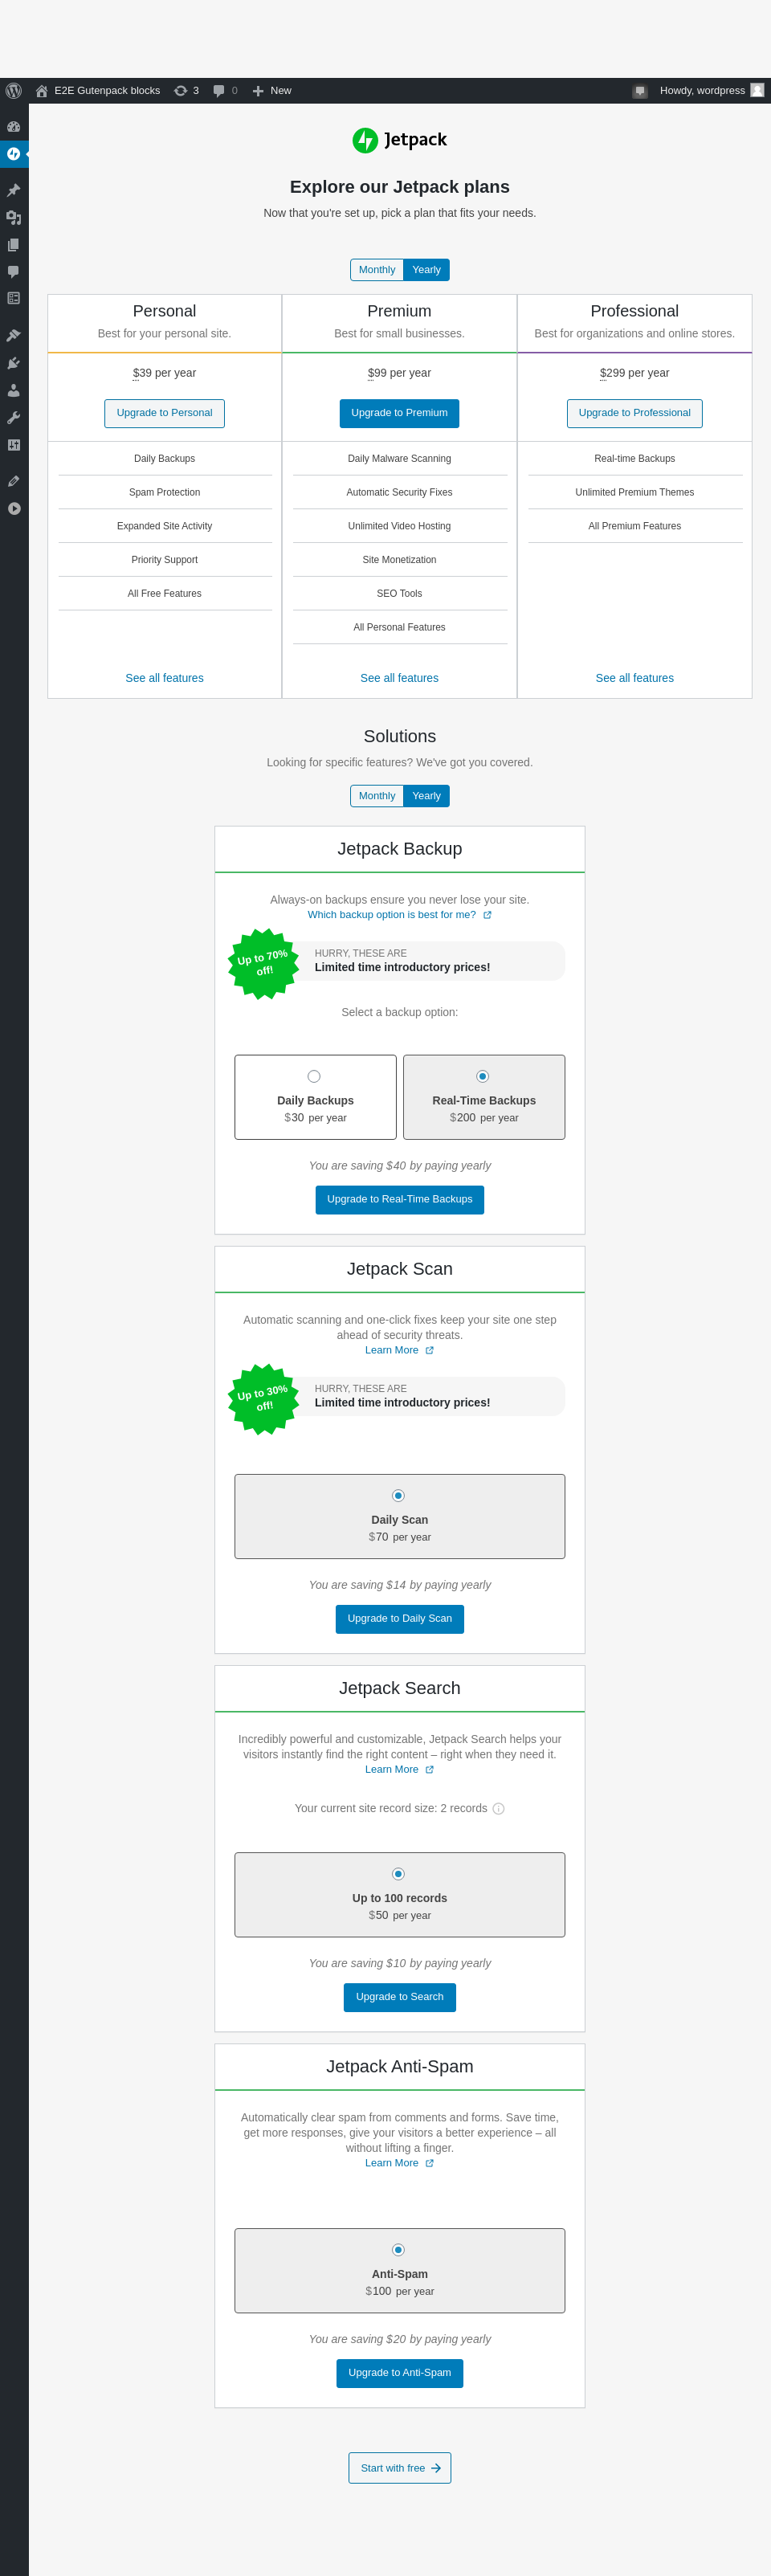 E2E Gutenpack blocks 3 0 New Howdy, wordpress
Jetpack
Explore our Jetpack plans
Now that you're set up, pick a plan that fits your needs.
Monthly Yearly
Personal
Best for your personal site.
$39 per year
Upgrade to Personal
Daily Backups
Spam Protection
Expanded Site Activity
Priority Support
All Free Features
See all features
Premium
Best for small businesses.
$99 per year
Upgrade to Premium
Daily Malware Scanning
Automatic Security Fixes
Unlimited Video Hosting
Site Monetization
SEO Tools
All Personal Features
See all features
Professional
Best for organizations and online stores.
$299 per year
Upgrade to Professional
Real-time Backups
Unlimited Premium Themes
All Premium Features
See all features
Solutions
Looking for specific features? We've got you covered.
Monthly Yearly
Jetpack Backup
Always-on backups ensure you never lose your site.
Which backup option is best for me?
Up to 70%
off!
HURRY, THESE ARE
Limited time introductory prices!
Select a backup option:
Daily Backups
$30 per year
Real-Time Backups
$200 per year
You are saving $40 by paying yearly
Upgrade to Real-Time Backups
Jetpack Scan
Automatic scanning and one-click fixes keep your site one step
ahead of security threats.
Learn More
Up to 30%
off!
HURRY, THESE ARE
Limited time introductory prices!
Daily Scan
$70 per year
You are saving $14 by paying yearly
Upgrade to Daily Scan
Jetpack Search
Incredibly powerful and customizable, Jetpack Search helps your
visitors instantly find the right content – right when they need it.
Learn More
Your current site record size: 2 records
Up to 100 records
$50 per year
You are saving $10 by paying yearly
Upgrade to Search
Jetpack Anti-Spam
Automatically clear spam from comments and forms. Save time,
get more responses, give your visitors a better experience – all
without lifting a finger.
Learn More
Anti-Spam
$100 per year
You are saving $20 by paying yearly
Upgrade to Anti-Spam
Start with free